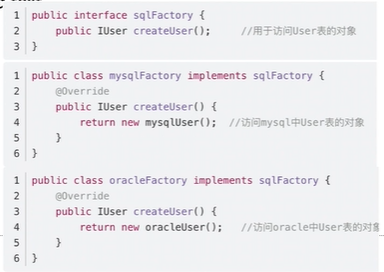 1 public interface sqlFactory {
2     public IUser createUser();     //用于访问User表的对象
3 }
1 public class mysqlFactory implements sqlFactory {
2     @Override
3     public IUser createUser() {
4         return new mysqlUser();  //访问mysql中User表的对象
5     }
6 }
1 public class oracleFactory implements sqlFactory {
2     @Override
3     public IUser createUser() {
4         return new oracleUser();   //访问oracle中User表的对象
5     }
6 }